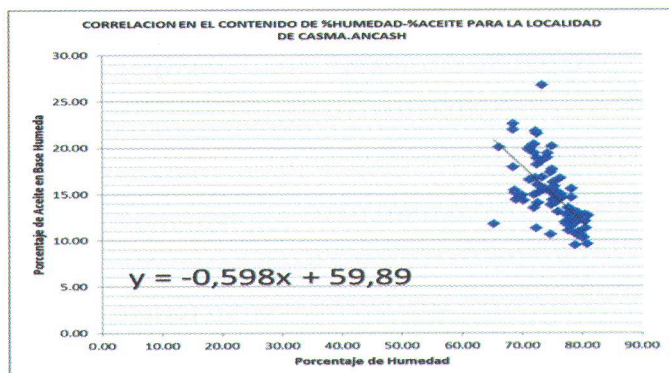 CORRELACION EN EL CONTENIDO DE %HUMEDAD-%ACEITE PARA LA LOCALIDAD
DE CASMA.ANCASH
Porcentaje de Aceite en Base Humeda
30.00
25.00
20.00
15.00
10.00
5.00
0.00
y = -0,598x + 59,89
0.00 10.00 20.00 30.00 40.00 50.00 60.00 70.00 80.00 90.00
Porcentaje de Humedad